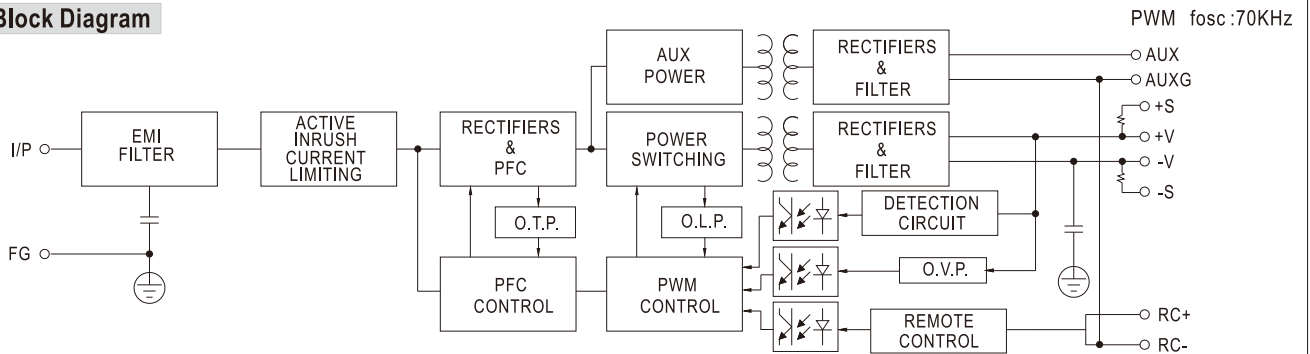 Block Diagram
PWM fosc :70KHz
AUX
POWER
RECTIFIERS
&
FILTER
AUX
AUXG
I/P
EMI
FILTER
ACTIVE
INRUSH
CURRENT
LIMITING
RECTIFIERS
&
PFC
POWER
SWITCHING
RECTIFIERS
&
FILTER
+S
+V
-V
-S
O.T.P.
O.L.P.
DETECTION
CIRCUIT
FG
PFC
CONTROL
PWM
CONTROL
O.V.P.
REMOTE
CONTROL
RC+
RC-